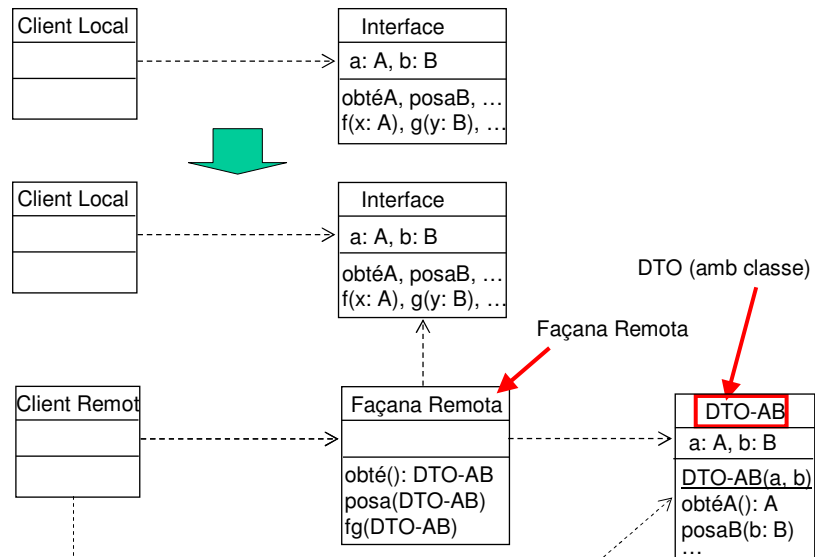 Client Local
Interface
a: A, b: B
obtéA, posaB, …
f(x: A), g(y: B), …
Client Local
Interface
a: A, b: B
obtéA, posaB, …
f(x: A), g(y: B), …
DTO (amb classe)
Façana Remota
Client Remot
Façana Remota
obté(): DTO-AB
posa(DTO-AB)
fg(DTO-AB)
DTO-AB
a: A, b: B
DTO-AB(a, b)
obtéA(): A
posaB(b: B)
…